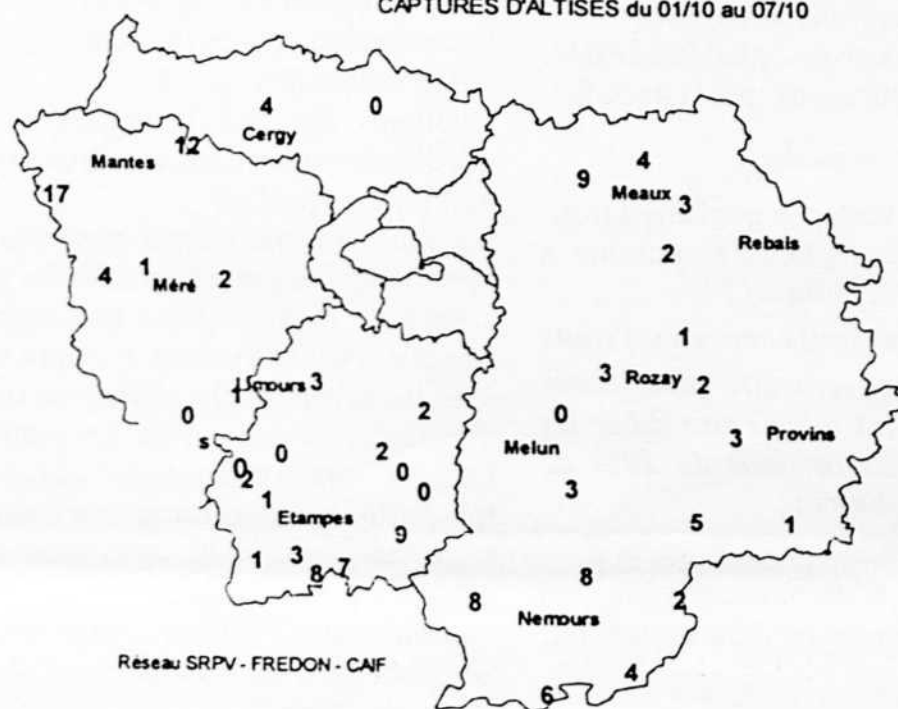 CAPTURES D'ALTISES du 01/10 au 07/10
4 0
Cergy
12
Mantes
17
4 1 2
Méré
4
9
Meaux
3
Rebais
2
1
3 Rozay 2
0
3 Provins
Melun
3
5 1
1 mours 3
0 2
s
0 0 2 0
2 0
1
Etampes
9
1 3
8 7
8
8 2
Nemours
4
6
Réseau SRPV - FREDON - CAIF